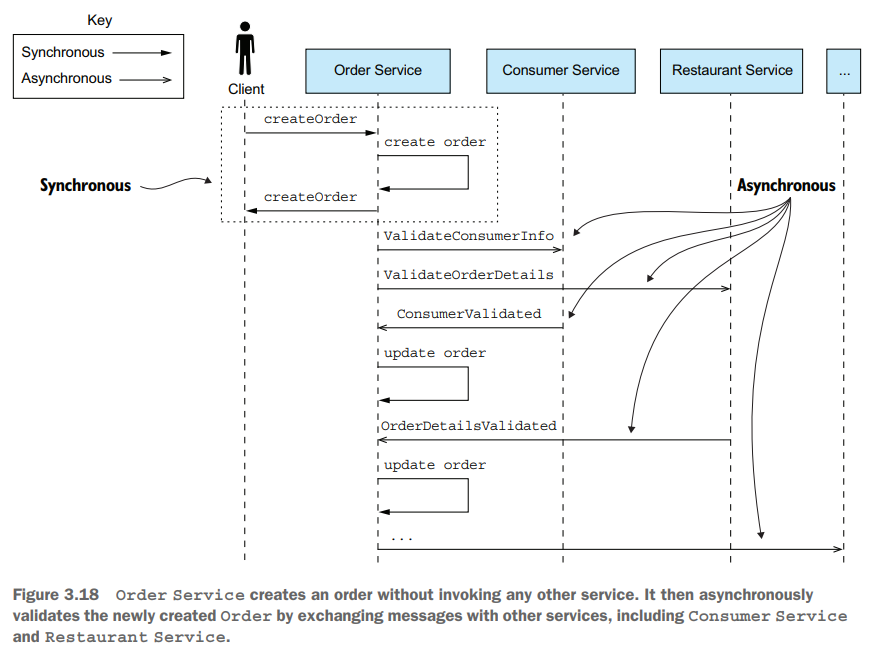 Key
Synchronous
Asynchronous
Client
Order Service
Consumer Service
Restaurant Service
...
createOrder
create order
Synchronous
createOrder
Asynchronous
ValidateConsumerInfo
ValidateOrderDetails
ConsumerValidated
update order
OrderDetailsValidated
update order
...
Figure 3.18 Order Service creates an order without invoking any other service. It then asynchronously
validates the newly created Order by exchanging messages with other services, including Consumer Service
and Restaurant Service.